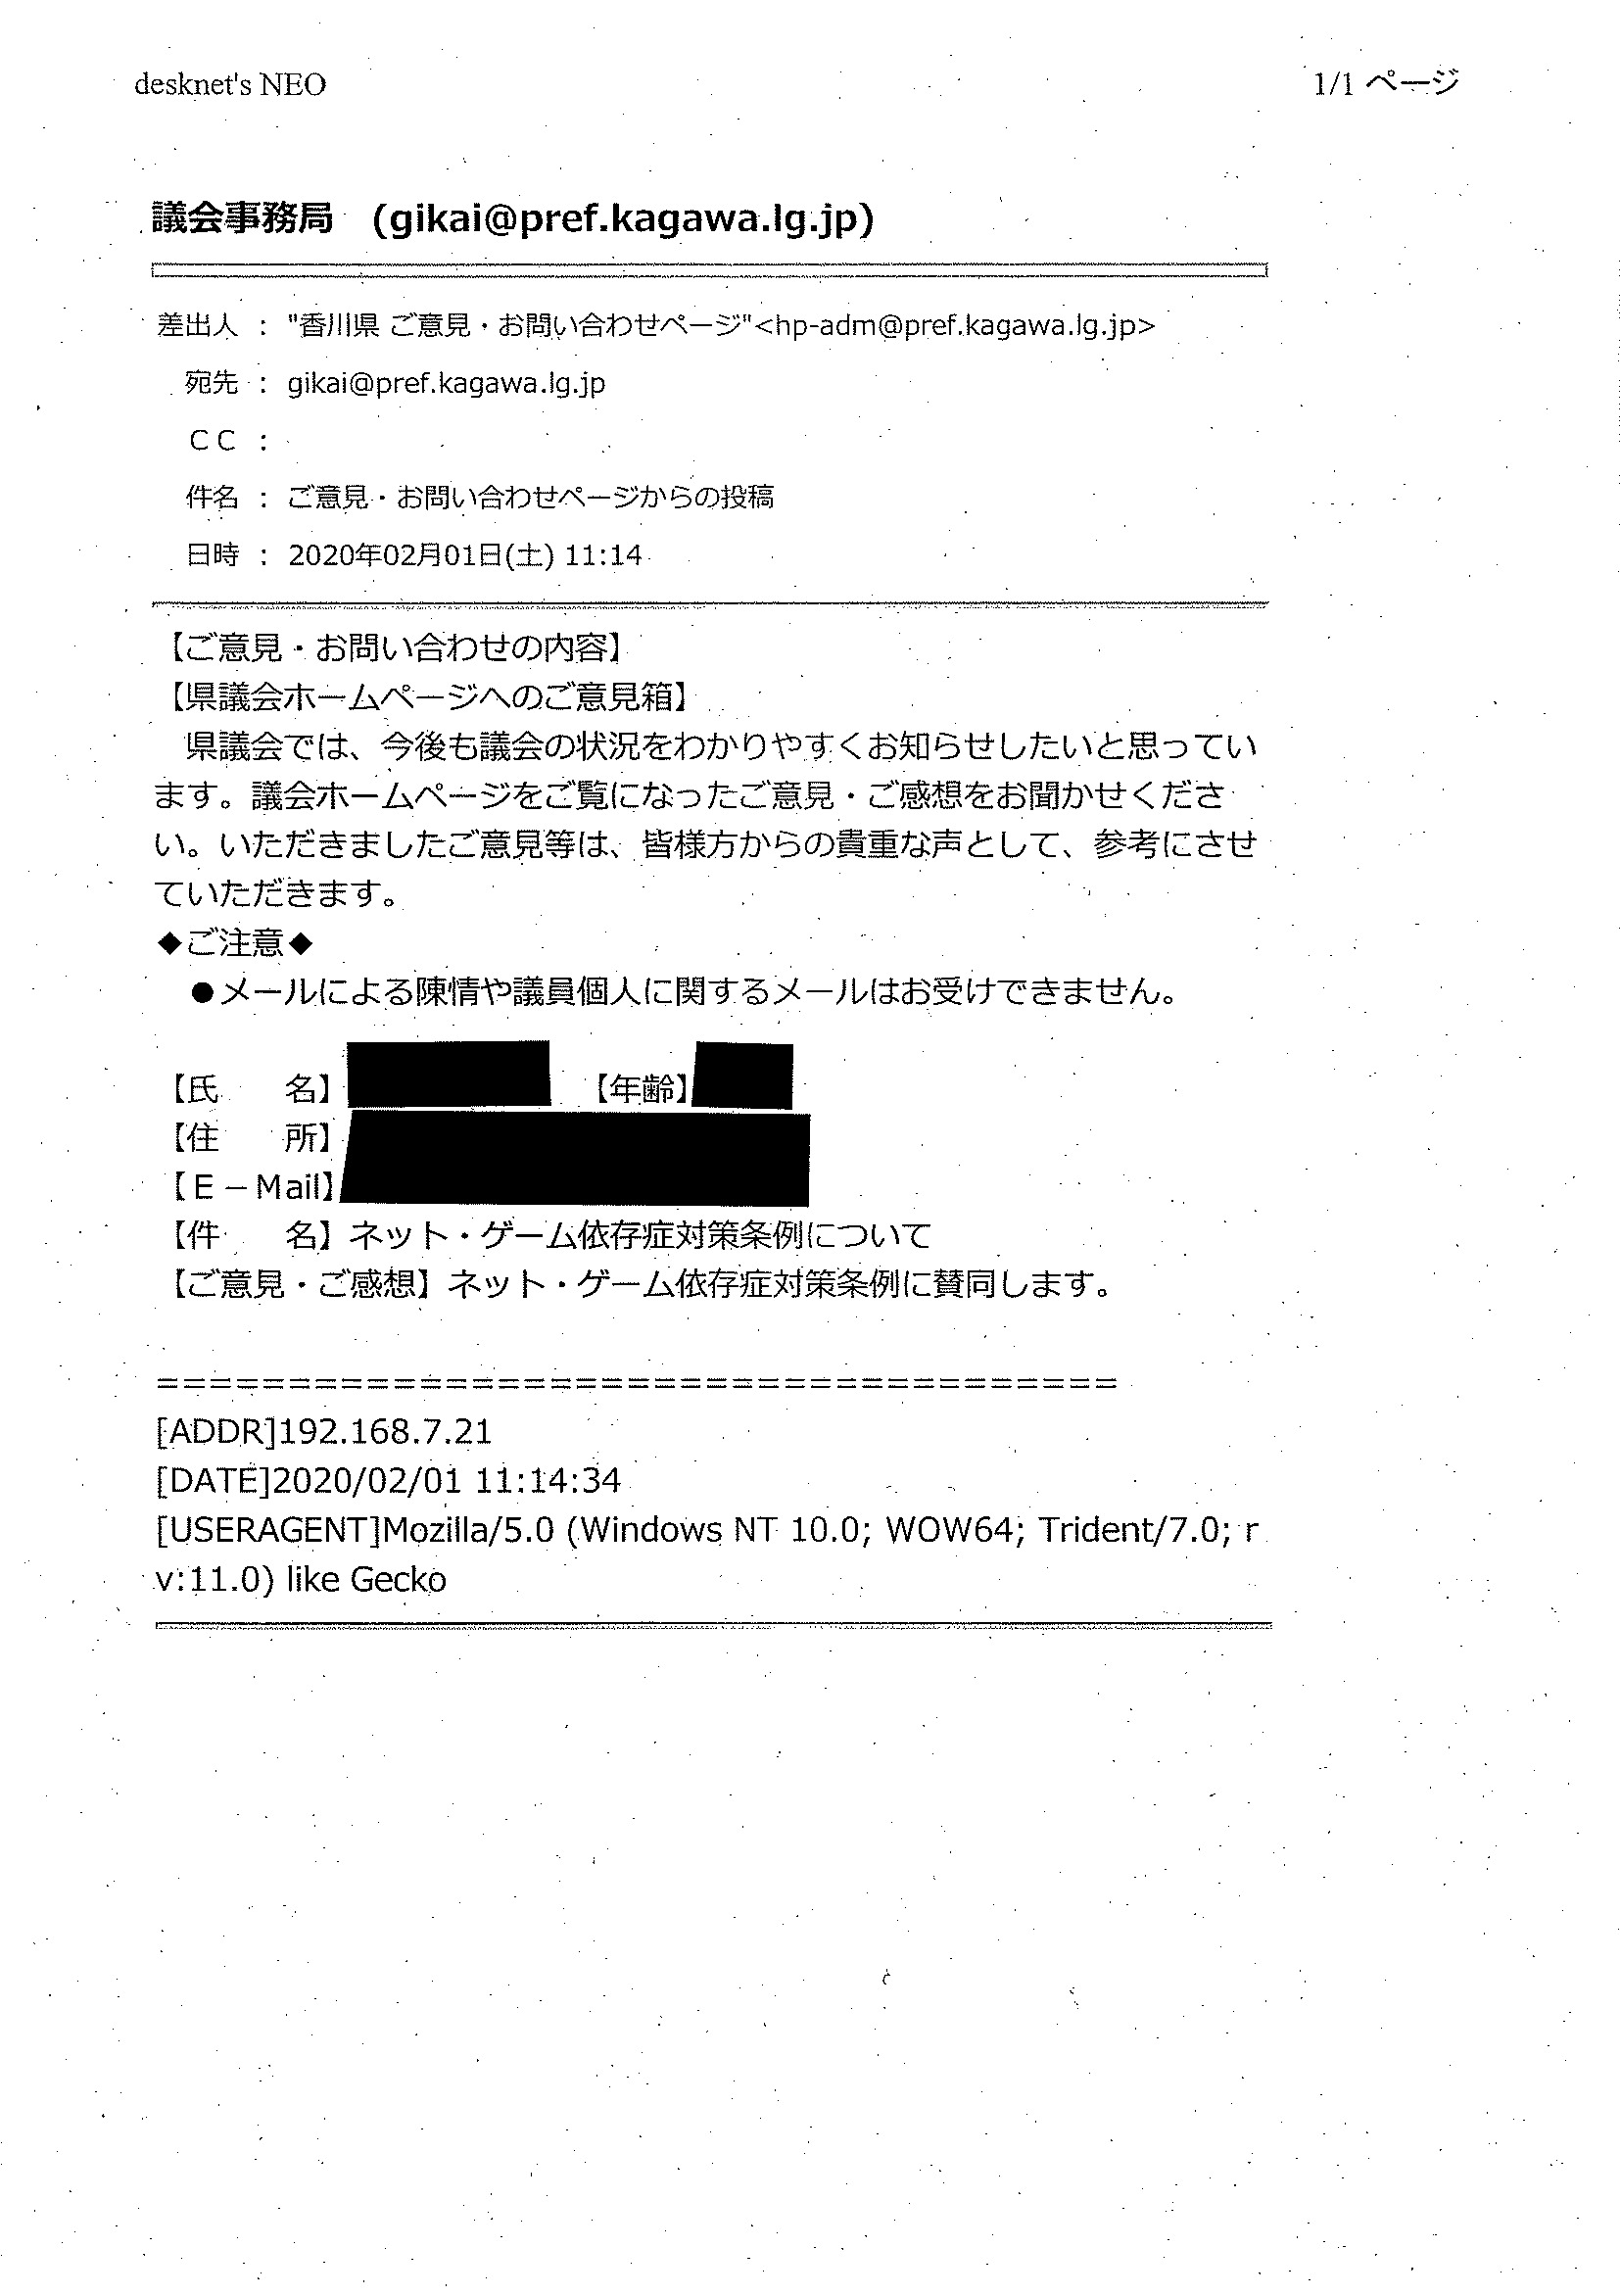 desknet's NEO
1/1 ページ
議会事務局 (gikai@pref.kagawa.lg.jp)
差出人 : "香川県 ご意見・お問い合わせページ"<hp-adm@pref.kagawa.lg.jp>
宛先 : gikai@pref.kagawa.lg.jp
ＣＣ :
件名 : ご意見・お問い合わせページからの投稿
日時 : 2020年02月01日(土) 11:14
【ご意見・お問い合わせの内容】
【県議会ホームページへのご意見箱】
　県議会では、今後も議会の状況をわかりやすくお知らせしたいと思ってい
ます。議会ホームページをご覧になったご意見・ご感想をお聞かせくださ
い。いただきましたご意見等は、皆様方からの貴重な声として、参考にさせ
ていただきます。
◆ご注意◆
　●メールによる陳情や議員個人に関するメールはお受けできません。
【氏　　名】　【年齢】
【住　　所】
【Ｅ－Mail】
【件　　名】ネット・ゲーム依存症対策条例について
【ご意見・ご感想】ネット・ゲーム依存症対策条例に賛同します。
=====================================
[ADDR]192.168.7.21
[DATE]2020/02/01 11:14:34
[USERAGENT]Mozilla/5.0 (Windows NT 10.0; WOW64; Trident/7.0; r
v:11.0) like Gecko